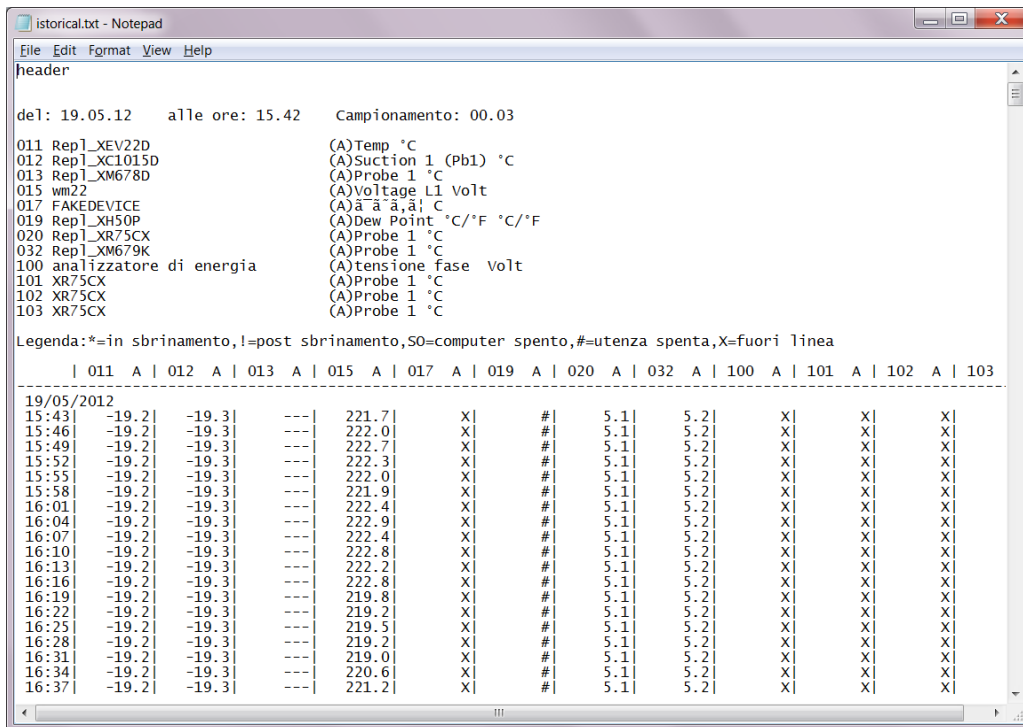 istorical.txt - Notepad
File Edit Format View Help
header
del: 19.05.12    alle ore: 15.42    Campionamento: 00.03
011 Repl_XEV22D (A)Temp °C
012 Repl_XC1015D (A)Suction 1 (Pb1) °C
013 Repl_XM678D (A)Probe 1 °C
015 wm22 (A)Voltage L1 Volt
017 FAKEDEVICE (A)ã¯ã˜ã‚ã¦ C
019 Repl_XH50P (A)Dew Point °C/°F °C/°F
020 Repl_XR75CX (A)Probe 1 °C
032 Repl_XM679K (A)Probe 1 °C
100 analizzatore di energia (A)tensione fase  Volt
101 XR75CX (A)Probe 1 °C
102 XR75CX (A)Probe 1 °C
103 XR75CX (A)Probe 1 °C
Legenda:*=in sbrinamento,!=post sbrinamento,SO=computer spento,#=utenza spenta,X=fuori linea
| 011 A | 012 A | 013 A | 015 A | 017 A | 019 A | 020 A | 032 A | 100 A | 101 A | 102 A | 103
19/05/2012
15:43| -19.2| -19.3| ---| 221.7| X| #| 5.1| 5.2| X| X| X|
15:46| -19.2| -19.3| ---| 222.0| X| #| 5.1| 5.2| X| X| X|
15:49| -19.2| -19.3| ---| 222.7| X| #| 5.1| 5.2| X| X| X|
15:52| -19.2| -19.3| ---| 222.3| X| #| 5.1| 5.2| X| X| X|
15:55| -19.2| -19.3| ---| 222.0| X| #| 5.1| 5.2| X| X| X|
15:58| -19.2| -19.3| ---| 221.9| X| #| 5.1| 5.2| X| X| X|
16:01| -19.2| -19.3| ---| 222.4| X| #| 5.1| 5.2| X| X| X|
16:04| -19.2| -19.3| ---| 222.9| X| #| 5.1| 5.2| X| X| X|
16:07| -19.2| -19.3| ---| 222.4| X| #| 5.1| 5.2| X| X| X|
16:10| -19.2| -19.3| ---| 222.8| X| #| 5.1| 5.2| X| X| X|
16:13| -19.2| -19.3| ---| 222.2| X| #| 5.1| 5.2| X| X| X|
16:16| -19.2| -19.3| ---| 222.8| X| #| 5.1| 5.2| X| X| X|
16:19| -19.2| -19.3| ---| 219.8| X| #| 5.1| 5.2| X| X| X|
16:22| -19.2| -19.3| ---| 219.2| X| #| 5.1| 5.2| X| X| X|
16:25| -19.2| -19.3| ---| 219.5| X| #| 5.1| 5.2| X| X| X|
16:28| -19.2| -19.3| ---| 219.2| X| #| 5.1| 5.2| X| X| X|
16:31| -19.2| -19.3| ---| 219.0| X| #| 5.1| 5.2| X| X| X|
16:34| -19.2| -19.3| ---| 220.6| X| #| 5.1| 5.2| X| X| X|
16:37| -19.2| -19.3| ---| 221.2| X| #| 5.1| 5.2| X| X| X|